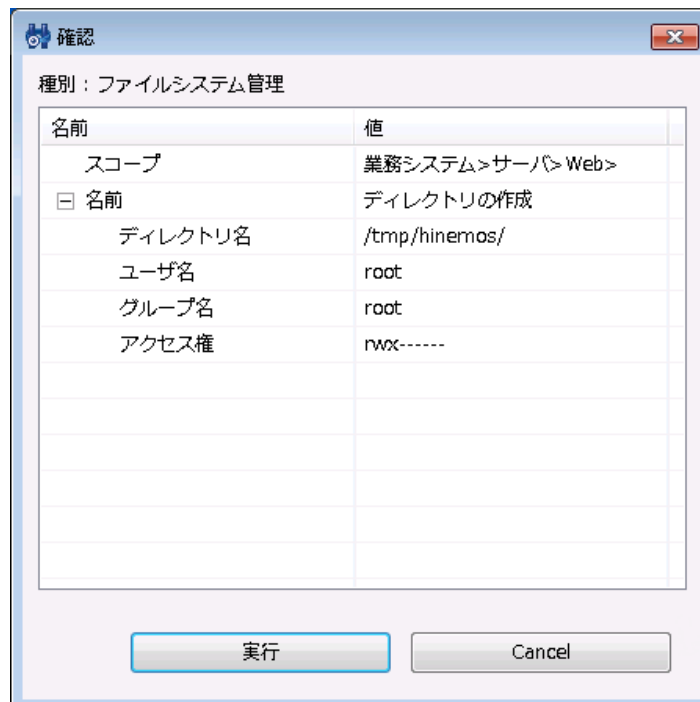 確認
種別：ファイルシステム管理
名前 値
スコープ 業務システム>サーバ>Web>
名前 ディレクトリの作成
ディレクトリ名 /tmp/hinemos/
ユーザ名 root
グループ名 root
アクセス権 rwx------
実行 Cancel